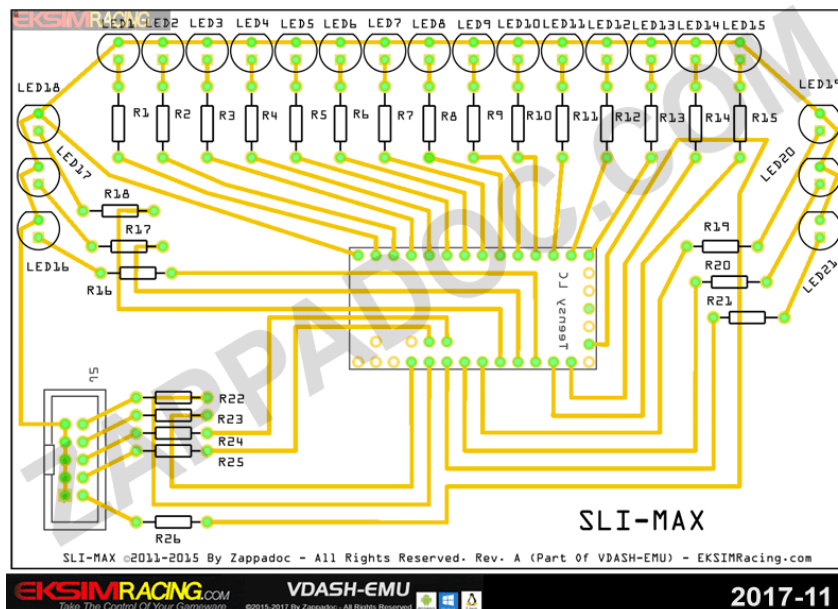 EKSIMRACING
LED1 LED2 LED3 LED4 LED5 LED6 LED7 LED8 LED9 LED10 LED11 LED12 LED13 LED14 LED15
LED18 LED19
R1 R2 R3 R4 R5 R6 R7 R8 R9 R10 R11 R12 R13 R14 R15
LED17 LED20
R18
R17
R19
LED16 LED21
R16
R20
R21
Teensy LC
J5
R22
R23
R24
R25
R26
SLI-MAX
ZAPPADOC.COM
SLI-MAX ©2011-2015 By Zappadoc - All Rights Reserved. Rev. A (Part Of VDASH-EMU) - EKSIMRacing.com
EKSIMRACING.COM VDASH-EMU 2017-11
Take The Control Of Your Gameware ©2015-2017 By Zappadoc - All Rights Reserved